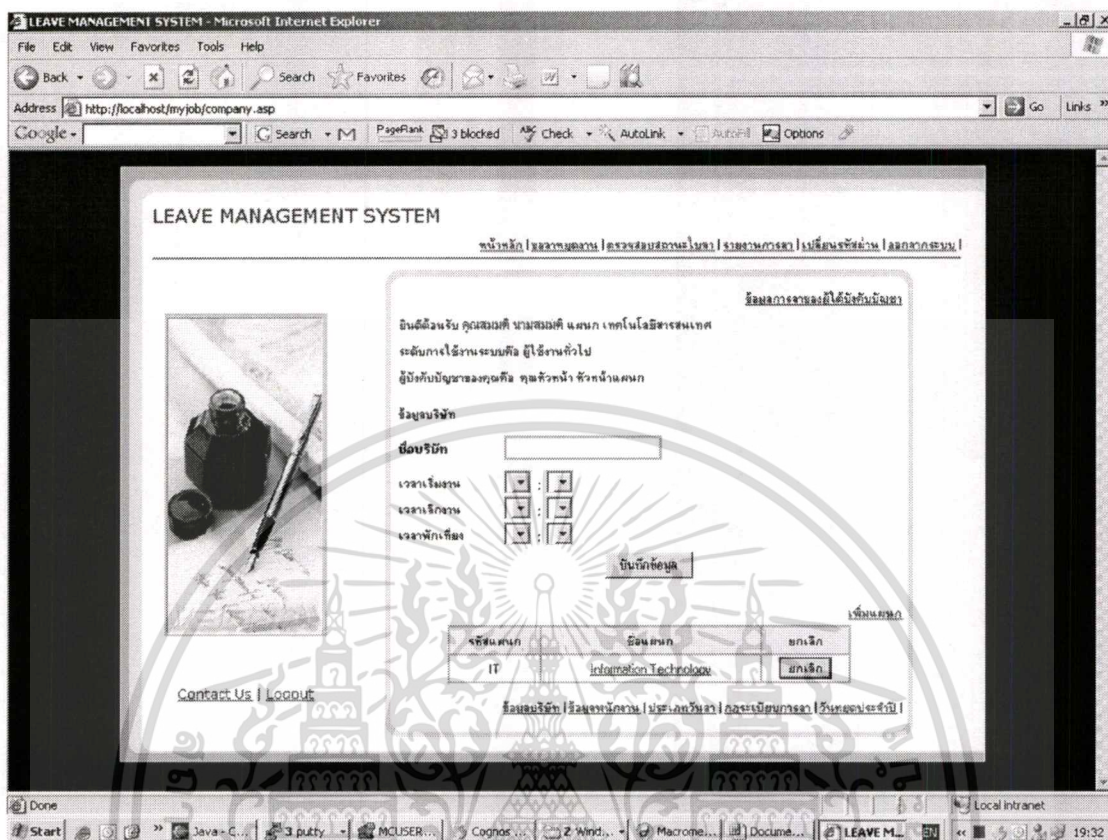 LEAVE MANAGEMENT SYSTEM - Microsoft Internet Explorer
File Edit View Favorites Tools Help
Back Search Favorites
Address http://localhost/myjob/company.asp Go Links »
Google Search PageRank 3 blocked Check AutoLink AutoFill Options
LEAVE MANAGEMENT SYSTEM
หน้าหลัก | ขอลาหยุดงาน | ตรวจสอบสถานะใบลา | รายงานการลา | เปลี่ยนรหัสผ่าน | ออกจากระบบ |
ข้อมูลการลาของผู้ใต้บังคับบัญชา
ยินดีต้อนรับ คุณสมมติ นามสมมติ แผนก เทคโนโลยีสารสนเทศ
ระดับการใช้งานระบบคือ ผู้ใช้งานทั่วไป
ผู้บังคับบัญชาของคุณคือ คุณหัวหน้า หัวหน้าแผนก
ข้อมูลบริษัท
ชื่อบริษัท
เวลาเริ่มงาน :
เวลาเลิกงาน :
เวลาพักเที่ยง :
บันทึกข้อมูล
เพิ่มแผนก
รหัสแผนก ชื่อแผนก ยกเลิก
IT Information Technology ยกเลิก
Contact Us | Logout
ข้อมูลบริษัท | ข้อมูลพนักงาน | ประเภทวันลา | กฎระเบียบการลา | วันหยุดประจำปี |
Done Local intranet
Start » Java - C... 3 putty MCUSER... Cognos ... 2 Wind... Macrome... Docume... LEAVE M... EN « 19:36